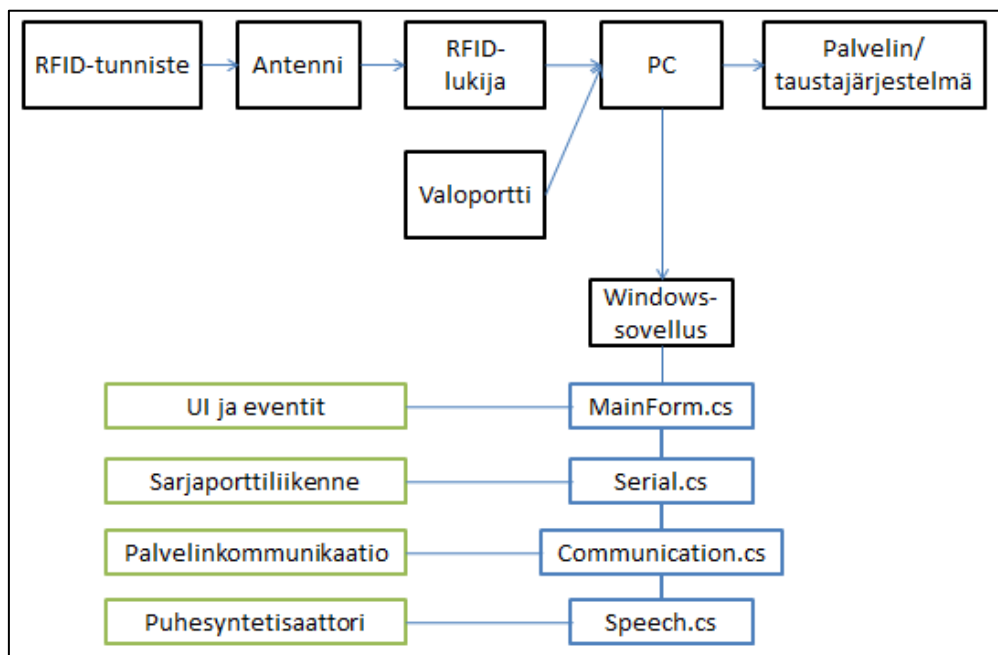 RFID-tunniste
Antenni
RFID-
lukija
PC
Palvelin/
taustajärjestelmä
Valoportti
Windows-
sovellus
UI ja eventit
MainForm.cs
Sarjaporttiliikenne
Serial.cs
Palvelinkommunikaatio
Communication.cs
Puhesyntetisaattori
Speech.cs